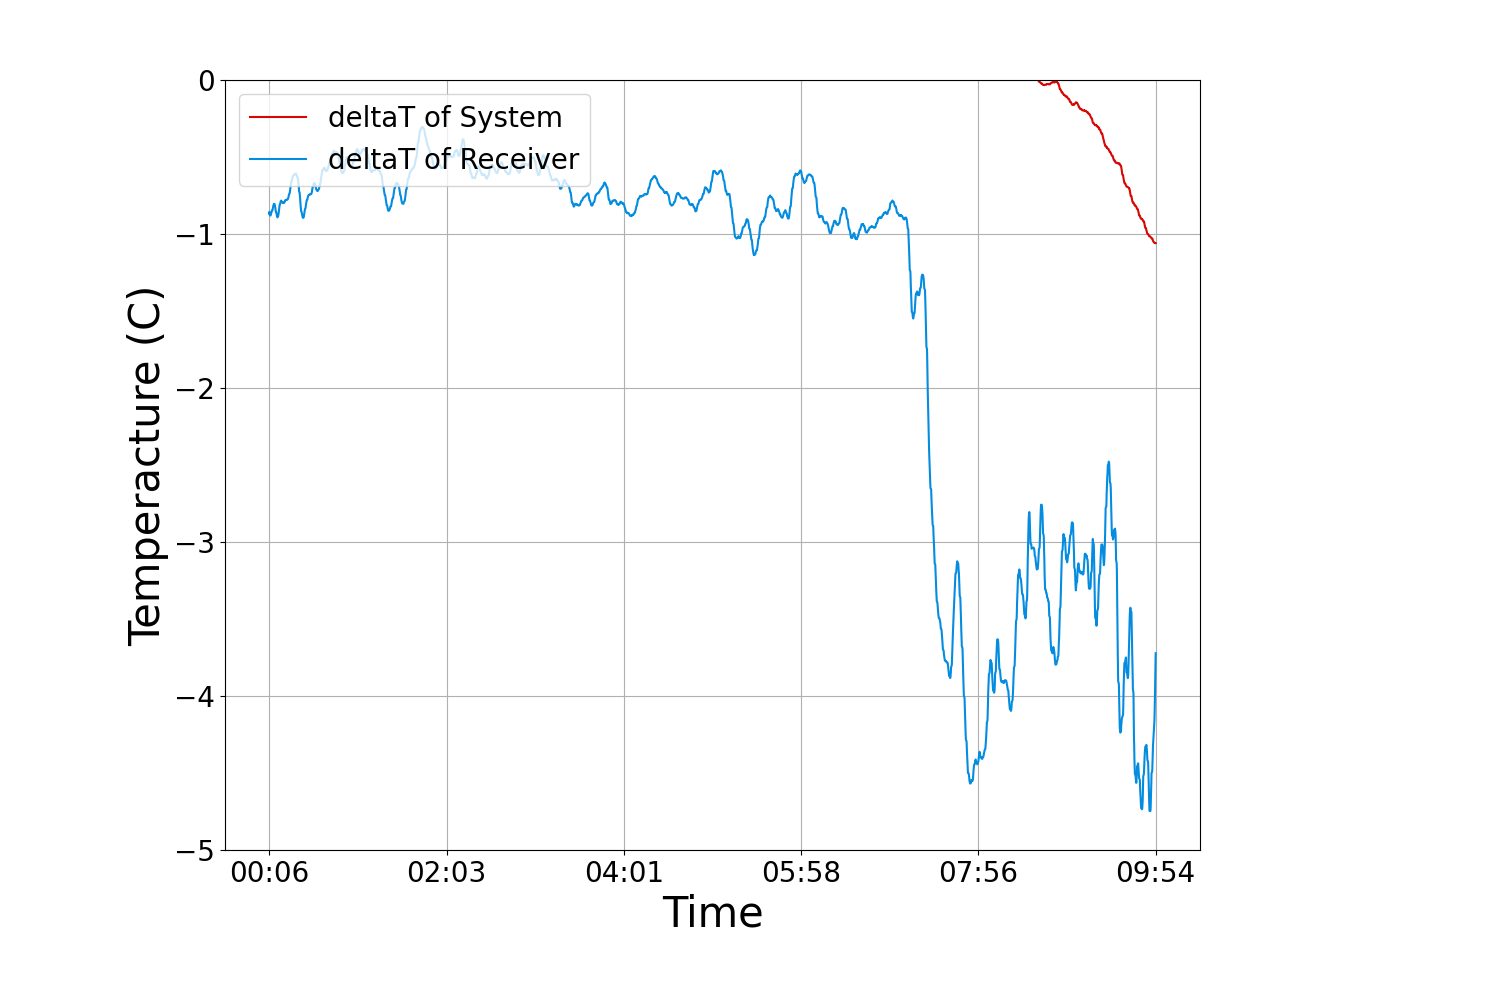 0
deltaT of System
deltaT of Receiver
−1
−2
Temperacture (C)
−3
−4
−5
00:06 02:03 04:01 05:58 07:56 09:54
Time